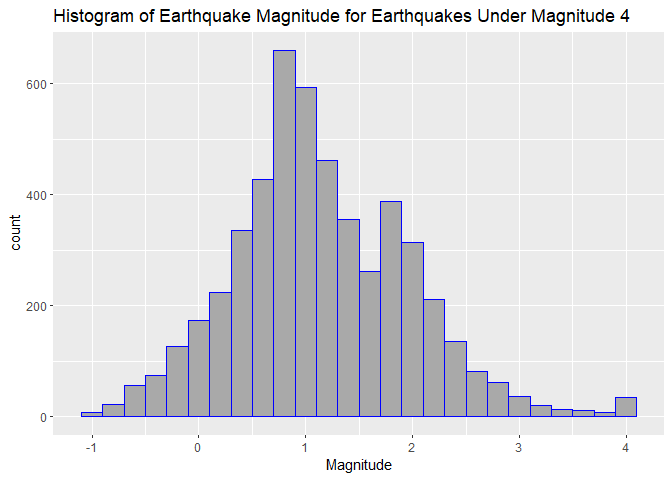 Histogram of Earthquake Magnitude for Earthquakes Under Magnitude 4
600
400
200
0
count
-1 0 1 2 3 4
Magnitude